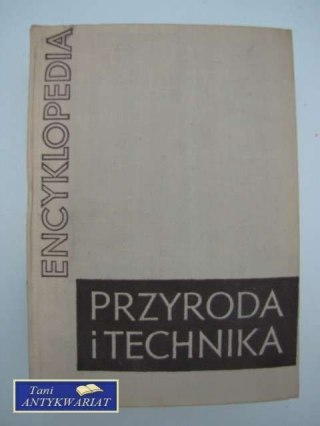 ENCYKLOPEDIA
PRZYRODA
i TECHNIKA
Tani
ANTYKWARIAT